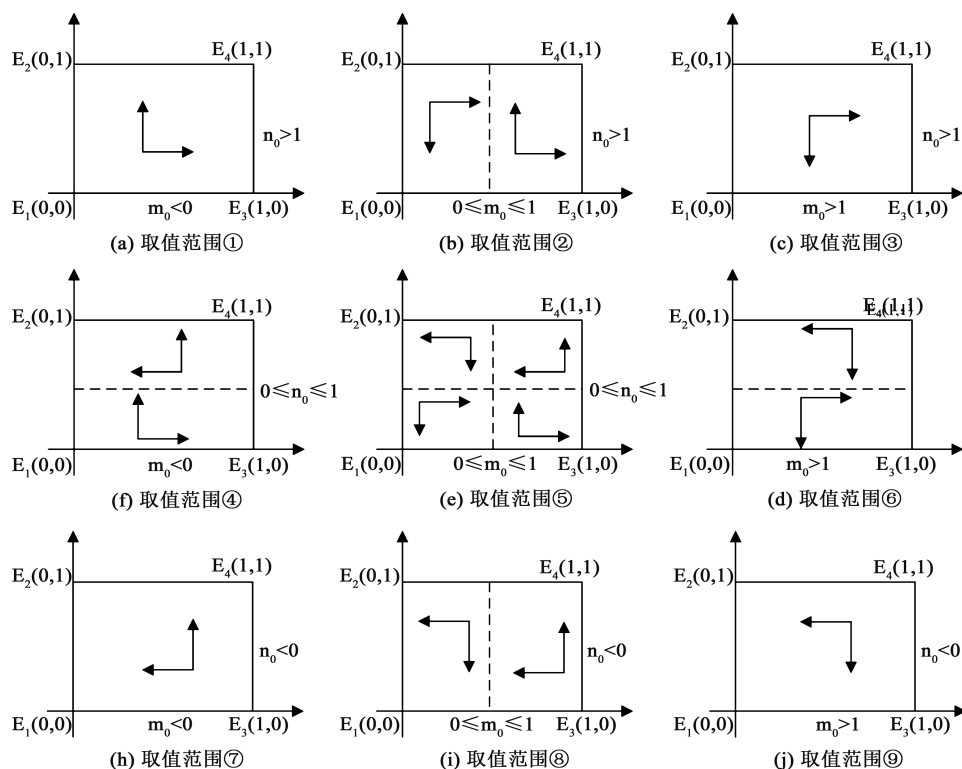 E₂(0,1) E₄(1,1) E₂(0,1) E₄(1,1) E₂(0,1) E₄(1,1)
n₀>1 n₀>1 n₀>1
E₁(0,0) m₀<0 E₃(1,0) E₁(0,0) 0≤m₀≤1 E₃(1,0) E₁(0,0) m₀>1 E₃(1,0)
(a) 取值范围① (b) 取值范围② (c) 取值范围③
E₂(0,1) E₄(1,1) E₂(0,1) E₄(1,1) E₂(0,1) E₄(1,1) E₄(1,1)
0≤n₀≤1 0≤n₀≤1
E₁(0,0) m₀<0 E₃(1,0) E₁(0,0) 0≤m₀≤1 E₃(1,0) E₁(0,0) m₀>1 E₃(1,0)
(f) 取值范围④ (e) 取值范围⑤ (d) 取值范围⑥
E₂(0,1) E₄(1,1) E₂(0,1) E₄(1,1) E₂(0,1) E₄(1,1)
n₀<0 n₀<0 n₀<0
E₁(0,0) m₀<0 E₃(1,0) E₁(0,0) 0≤m₀≤1 E₃(1,0) E₁(0,0) m₀>1 E₃(1,0)
(h) 取值范围⑦ (i) 取值范围⑧ (j) 取值范围⑨